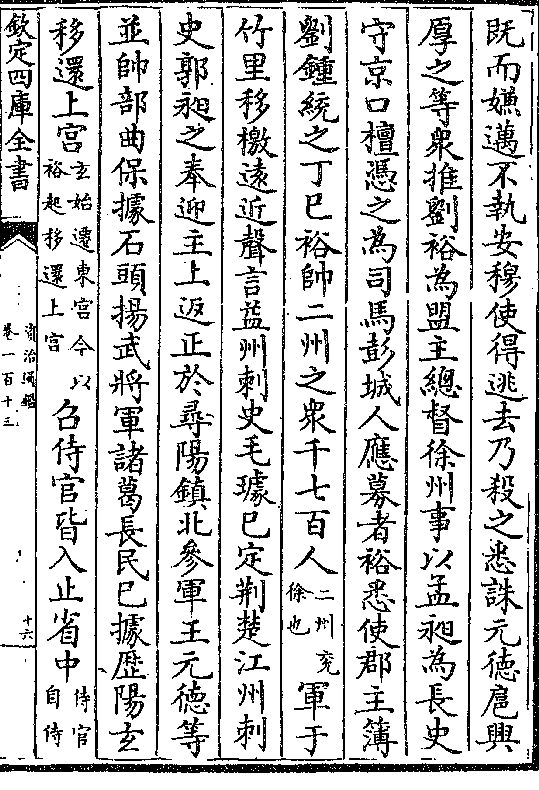 既而嫌邁不執安穆使得逃去乃殺之悉誅元德扈興
厚之等衆推劉裕為盟主總督徐州事以孟昶為長史
守京口檀憑之為司馬彭城人應募者裕悉使郡主簿
劉鍾統之丁巳裕帥二州之衆千七百人二州兖徐也軍于
竹里移檄遠近聲言益州刺史毛璩已定荆楚江州刺
史郭昶之奉迎主上返正於尋陽鎮北參軍王元德等
並帥部曲保據石頭揚武將軍諸葛長民已據歷陽玄
移還上宫玄始遷東宫今以裕起移還上宫召侍官皆入止省中侍官自侍
欽定四庫全書
資治通鑑
卷一百十三
十六